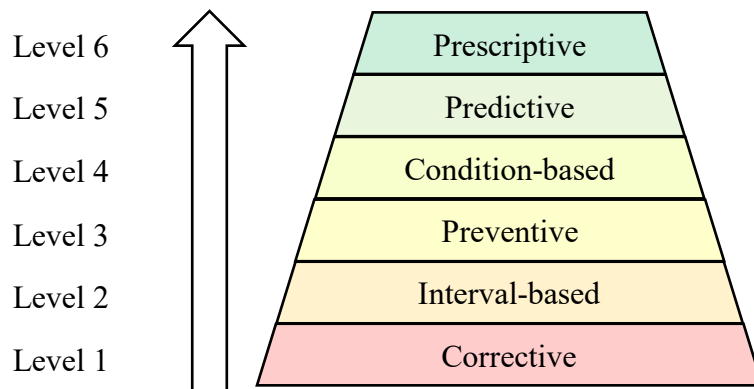 Level 6 Prescriptive
Level 5 Predictive
Level 4 Condition-based
Level 3 Preventive
Level 2 Interval-based
Level 1 Corrective